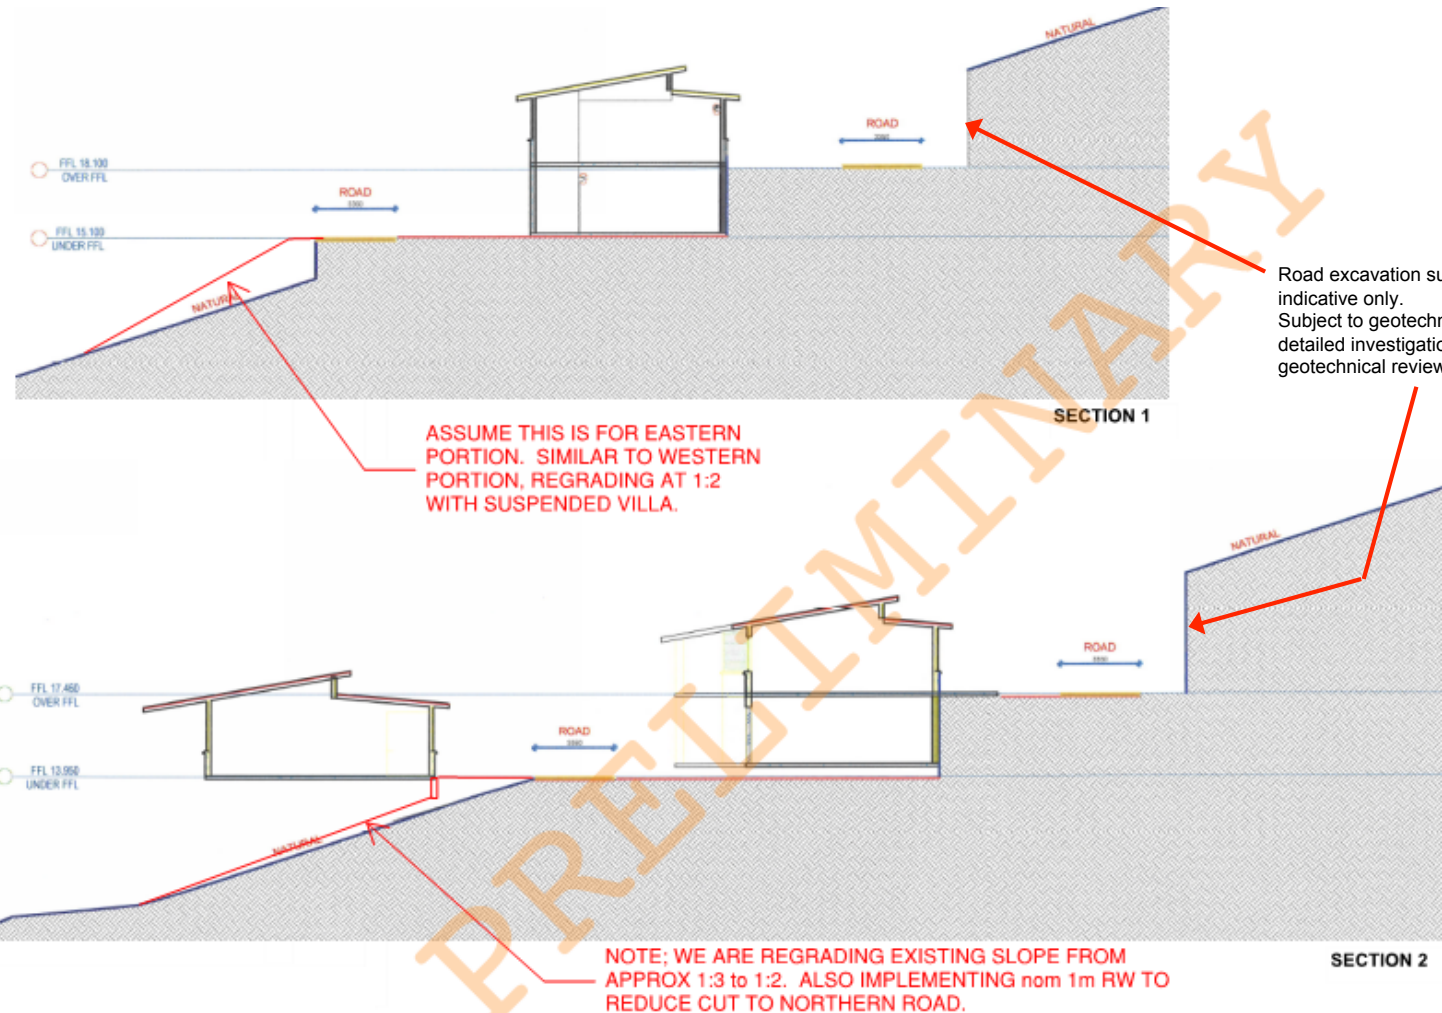 NATURAL
ROAD
FFL 18.100
OVER FFL
ROAD
FFL 15.100
UNDER FFL
NATURAL
Road excavation
indicative only.
Subject to
detailed
geotechnical
SECTION 1
ASSUME THIS IS FOR EASTERN
PORTION. SIMILAR TO WESTERN
PORTION, REGRADING AT 1:2
WITH SUSPENDED VILLA.
NATURAL
ROAD
FFL 17.460
OVER FFL
ROAD
FFL 13.950
UNDER FFL
NATURAL
NOTE; WE ARE REGRADING EXISTING SLOPE FROM
APPROX 1:3 to 1:2. ALSO IMPLEMENTING nom 1m RW TO
REDUCE CUT TO NORTHERN ROAD.
SECTION 2
PRELIMINARY